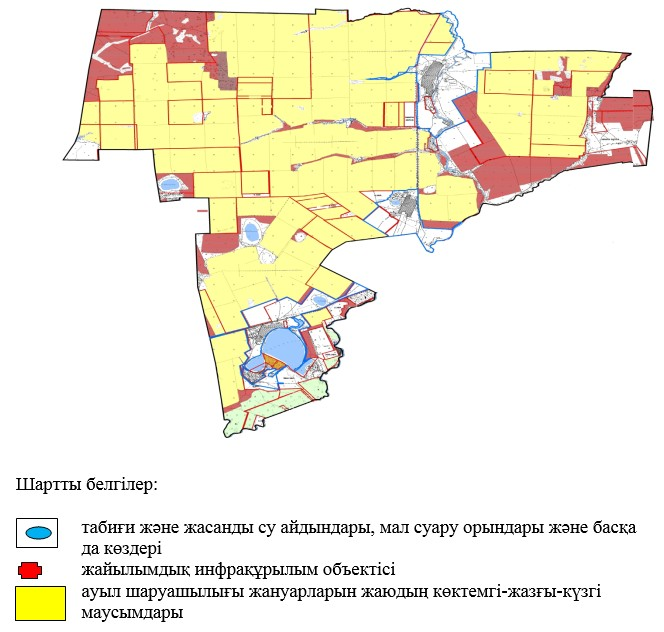 Шартты белгілер:
табиғи және жасанды су айдындары, мал суару орындары және басқа
да көздері
жайылымдық инфрақұрылым объектісі
ауыл шаруашылығы жануарларын жаюдың көктемгі-жазғы-күзгі
маусымдары